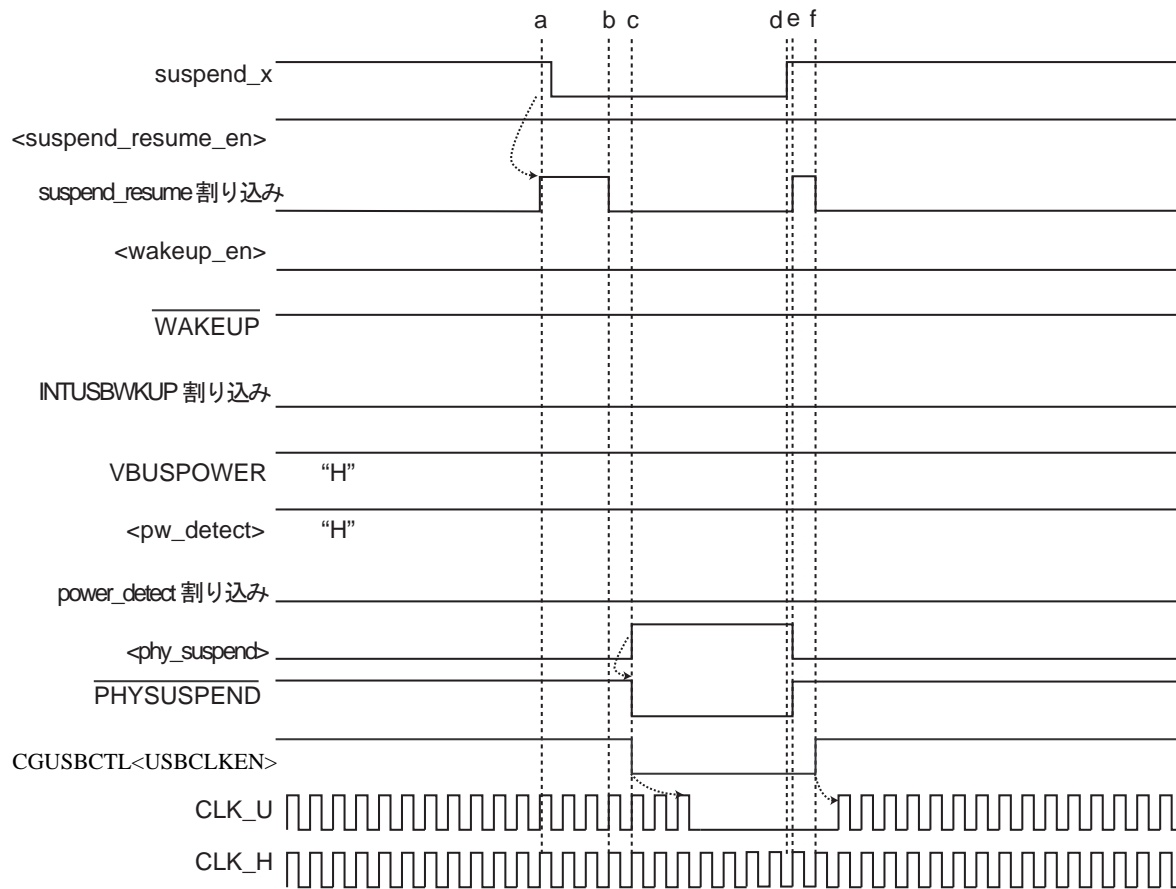 a b c d e f
suspend_x
<suspend_resume_en>
suspend_resume 割り込み
<wakeup_en>
WAKEUP
INTUSBWKUP 割り込み
VBUSPOWER “H”
<pw_detect> “H”
power_detect 割り込み
<phy_suspend>
PHYSUSPEND
CGUSBCTL<USBCLKEN>
CLK_U
CLK_H